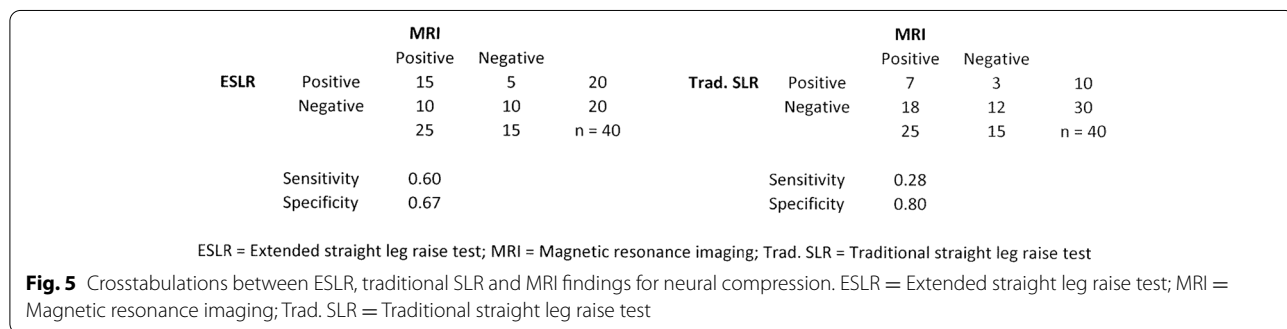 MRI MRI
Positive Negative Positive Negative
ESLR Positive 15 5 20 Trad. SLR Positive 7 3 10
Negative 10 10 20 Negative 18 12 30
25 15 n = 40 25 15 n = 40
Sensitivity 0.60 Sensitivity 0.28
Specificity 0.67 Specificity 0.80
ESLR = Extended straight leg raise test; MRI = Magnetic resonance imaging; Trad. SLR = Traditional straight leg raise test
Fig. 5 Crosstabulations between ESLR, traditional SLR and MRI findings for neural compression. ESLR = Extended straight leg raise test; MRI =
Magnetic resonance imaging; Trad. SLR = Traditional straight leg raise test